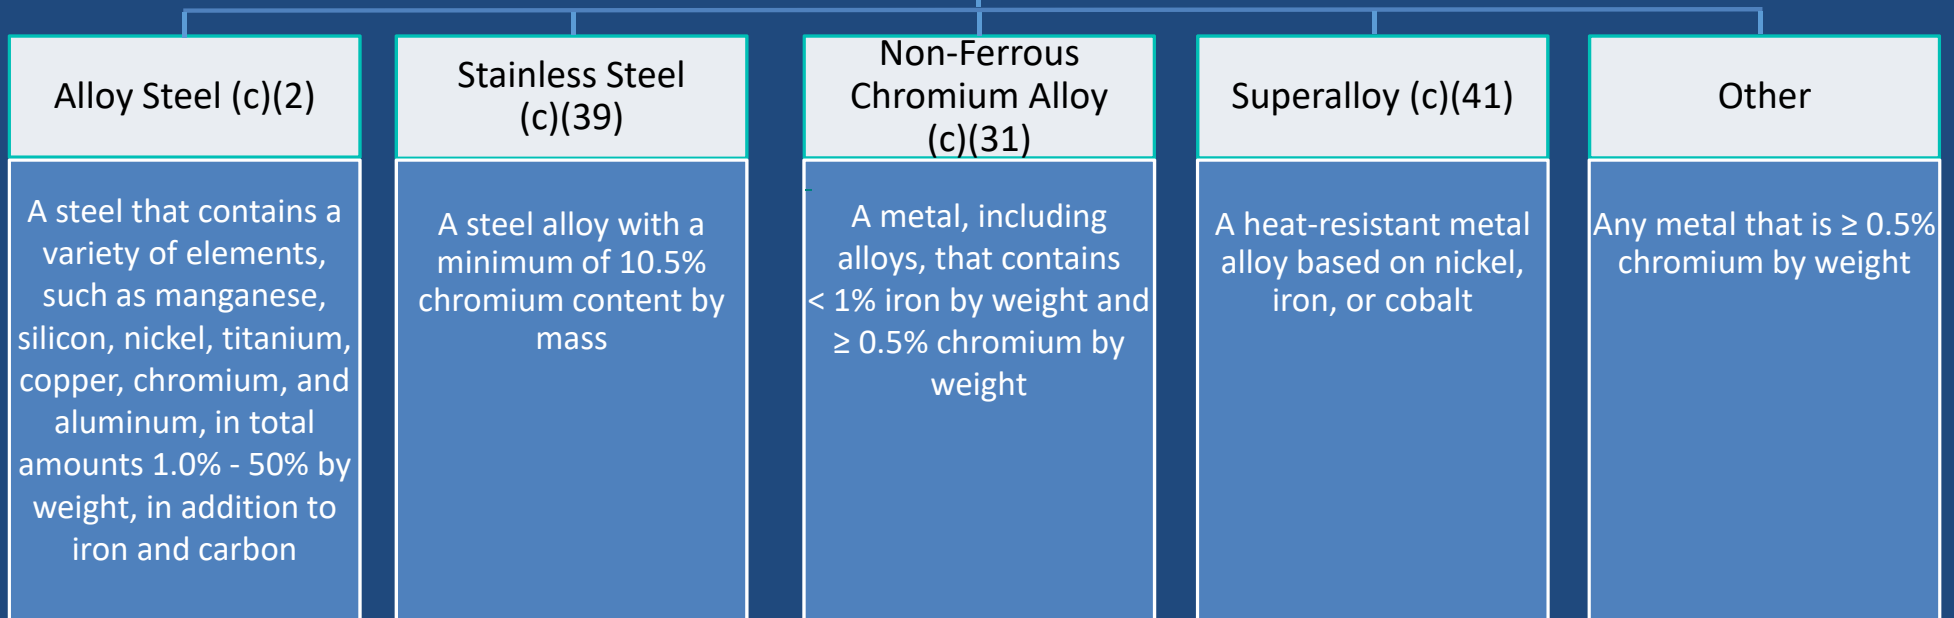 Alloy Steel (c)(2)
A steel that contains a
variety of elements,
such as manganese,
silicon, nickel, titanium,
copper, chromium, and
aluminum, in total
amounts 1.0% - 50% by
weight, in addition to
iron and carbon
Stainless Steel
(c)(39)
A steel alloy with a
minimum of 10.5%
chromium content by
mass
Non-Ferrous
Chromium Alloy
(c)(31)
A metal, including
alloys, that contains
< 1% iron by weight and
≥ 0.5% chromium by
weight
Superalloy (c)(41)
A heat-resistant metal
alloy based on nickel,
iron, or cobalt
Other
Any metal that is ≥ 0.5%
chromium by weight